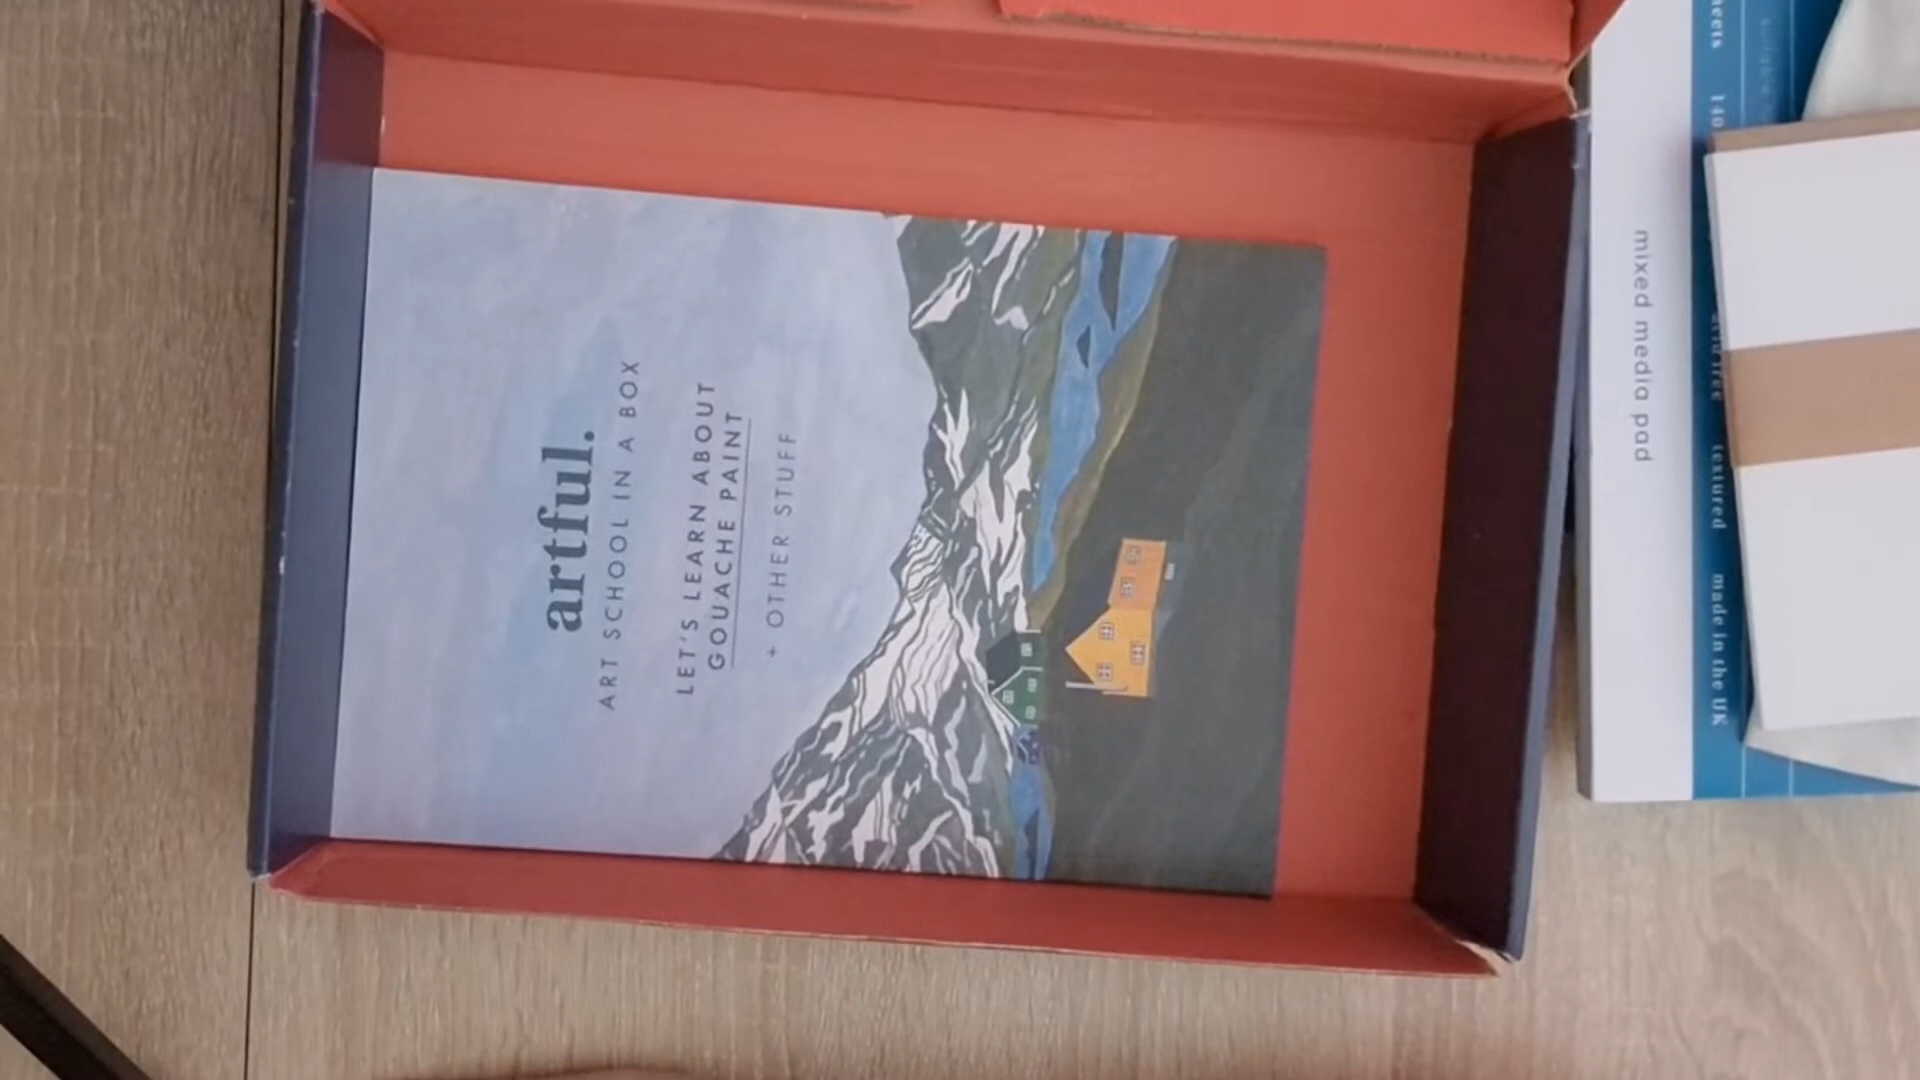 artful.
ART SCHOOL IN A BOX
LET'S LEARN ABOUT
GOUACHE PAINT
+ OTHER STUFF
mixed media pad
textured
made in the UK